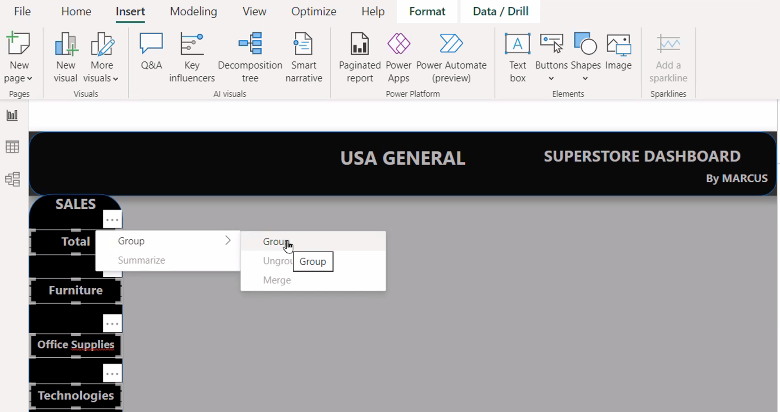 File Home Insert Modeling View Optimize Help Format Data / Drill
New page
New visual
More visuals
Q&A
Key influencers
Decomposition tree
Smart narrative
Paginated report
Power Apps
Power Automate (preview)
Text box
Buttons
Shapes
Image
Add a sparkline
Pages Visuals AI visuals Power Platform Elements Sparklines
USA GENERAL SUPERSTORE DASHBOARD
By MARCUS
SALES
Total
Group
Summarize
Group
Group
Merge
Furniture
Office Supplies
Technologies